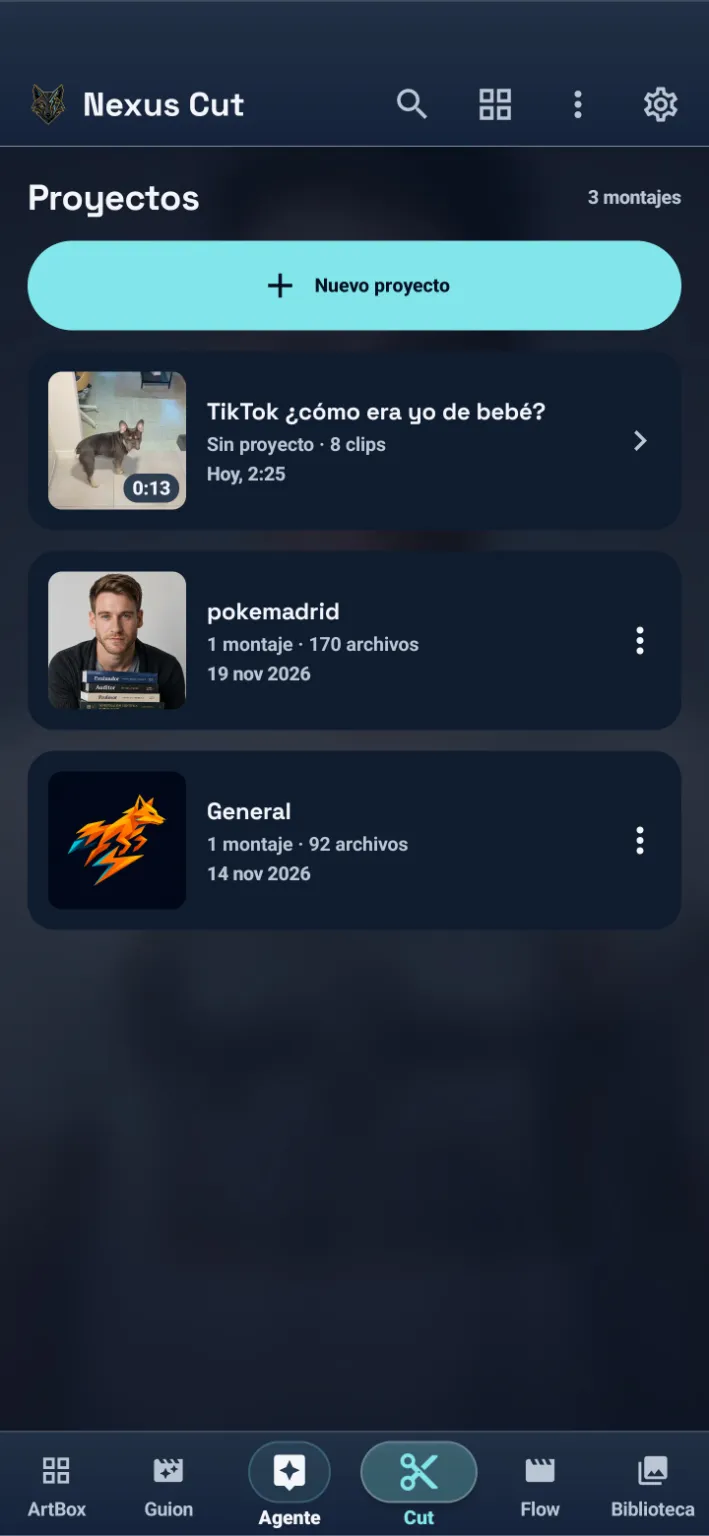 Nexus Cut
Proyectos
3 montajes
Nuevo proyecto
TikTok ¿cómo era yo de bebé?
Sin proyecto · 8 clips
Hoy, 2:25
0:13
pokemadrid
1 montaje · 170 archivos
19 nov 2026
General
1 montaje · 92 archivos
14 nov 2026
ArtBox
Guion
Agente
Cut
Flow
Biblioteca